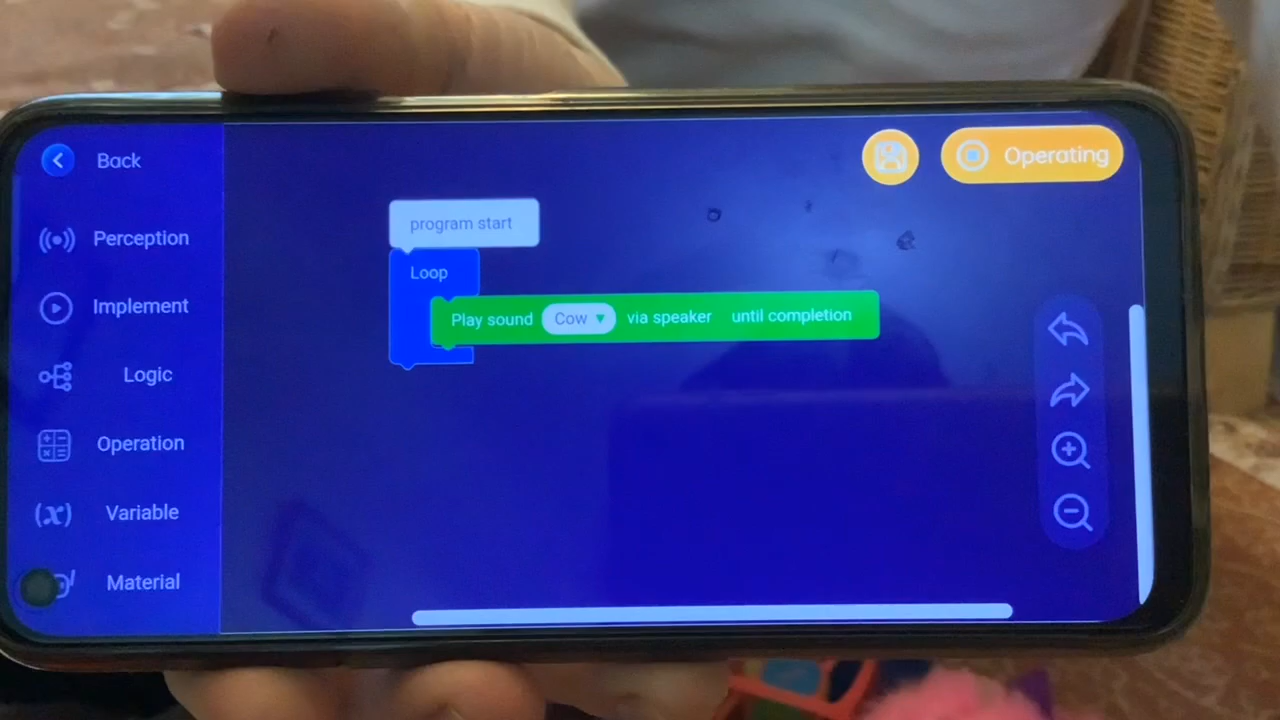 Back
Operating
Perception
program start
Loop
Implement
Play sound Cow ▼ via speaker until completion
Logic
Operation
(x) Variable
Material